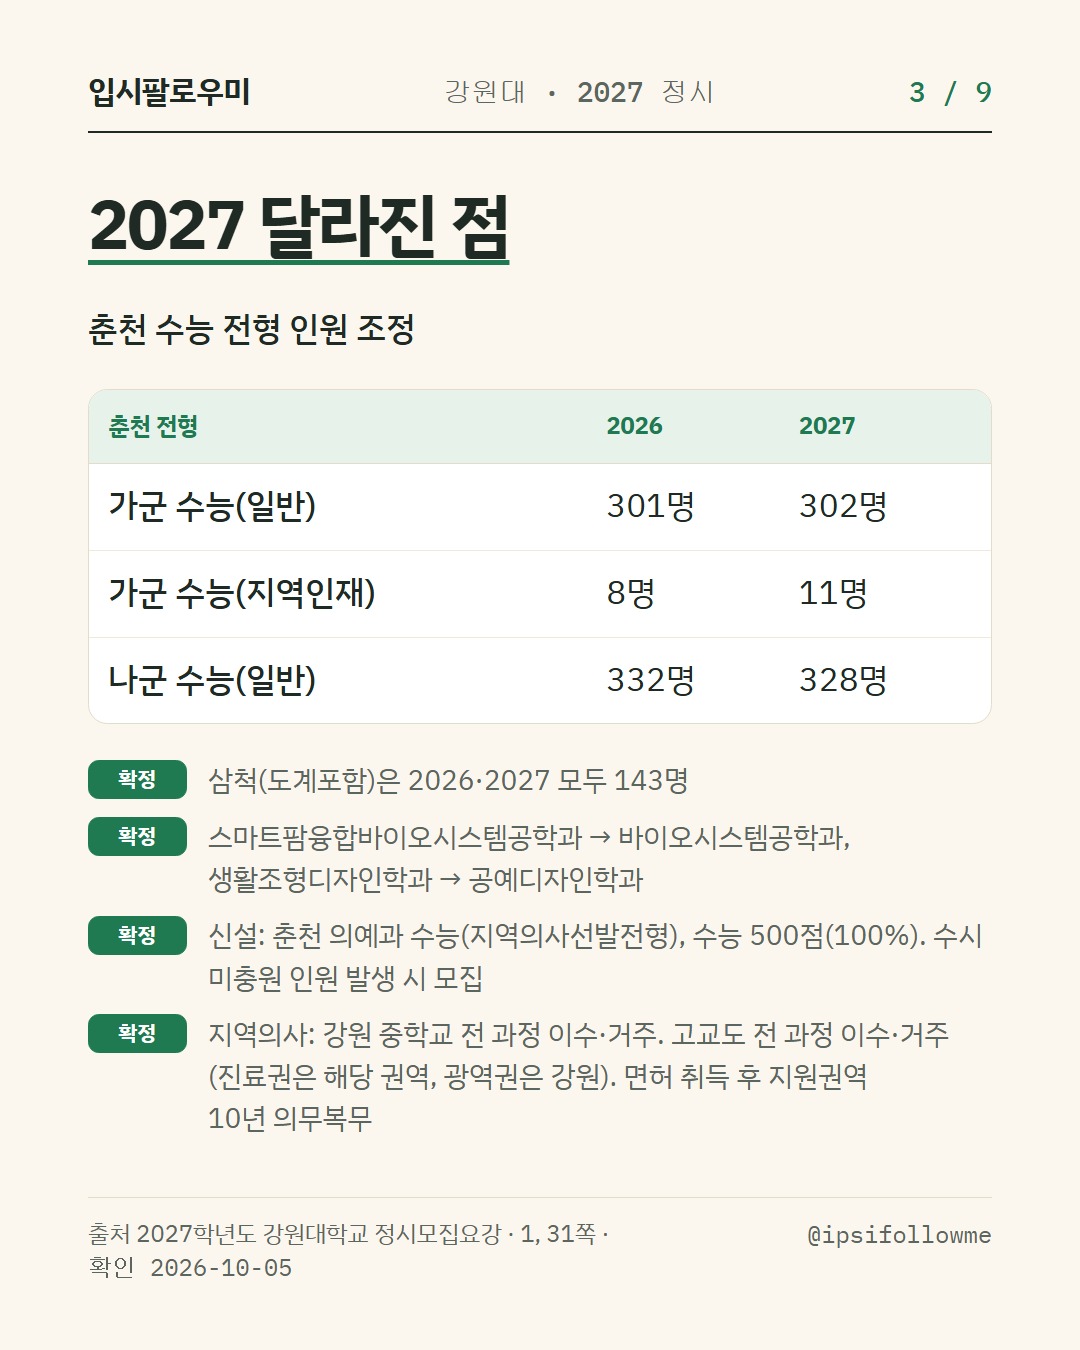 입시팔로우미
강원대 · 2027 정시
3 / 9
2027 달라진 점
춘천 수능 전형 인원 조정
춘천 전형 2026 2027
가군 수능(일반) 301명 302명
가군 수능(지역인재) 8명 11명
나군 수능(일반) 332명 328명
확정 삼척(도계포함)은 2026·2027 모두 143명
확정 스마트팜융합바이오시스템공학과 → 바이오시스템공학과,
생활조형디자인학과 → 공예디자인학과
확정 신설: 춘천 의예과 수능(지역의사선발전형), 수능 500점(100%). 수시
미충원 인원 발생 시 모집
확정 지역의사: 강원 중학교 전 과정 이수·거주. 고교도 전 과정 이수·거주
(진료권은 해당 권역, 광역권은 강원). 면허 취득 후 지원권역
10년 의무복무
출처 2027학년도 강원대학교 정시모집요강 · 1, 31쪽 ·
확인 2026-10-05
@ipsifollowme